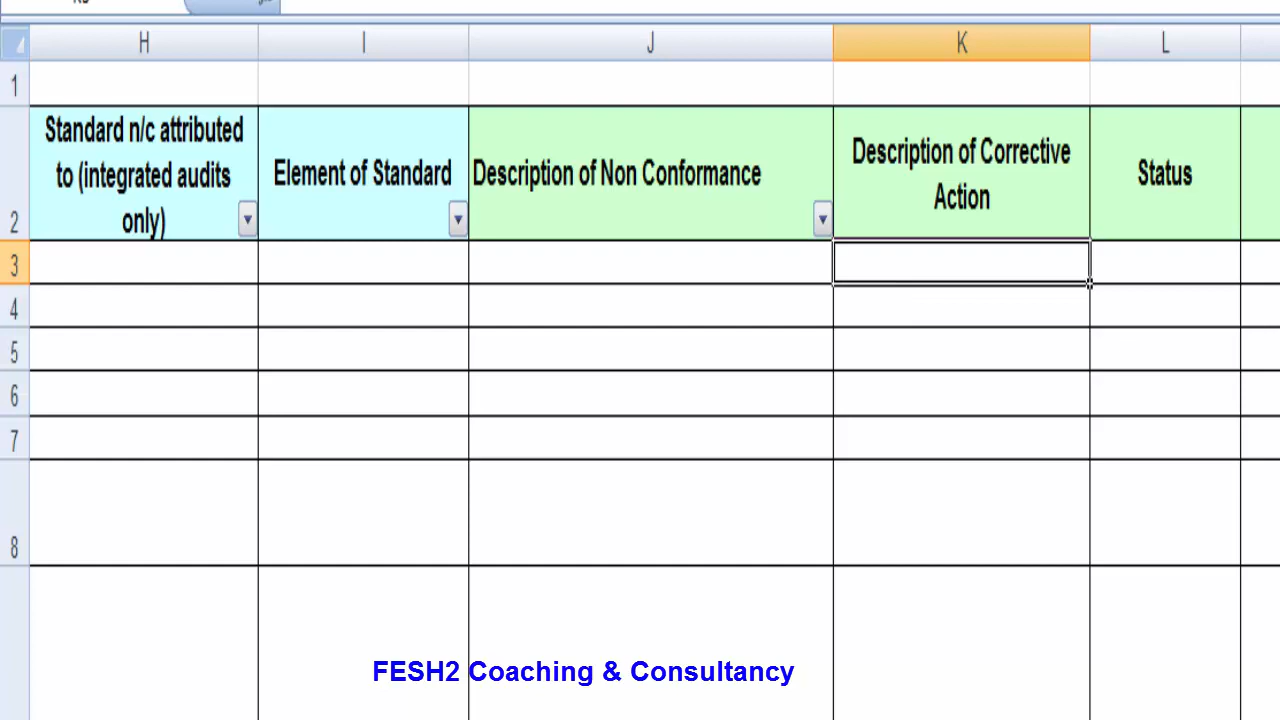 H I J K L
1
Standard n/c attributed
to (integrated audits
only)
Element of Standard
Description of Non Conformance
Description of Corrective
Action
Status
2
3
4
5
6
7
8
FESH2 Coaching & Consultancy